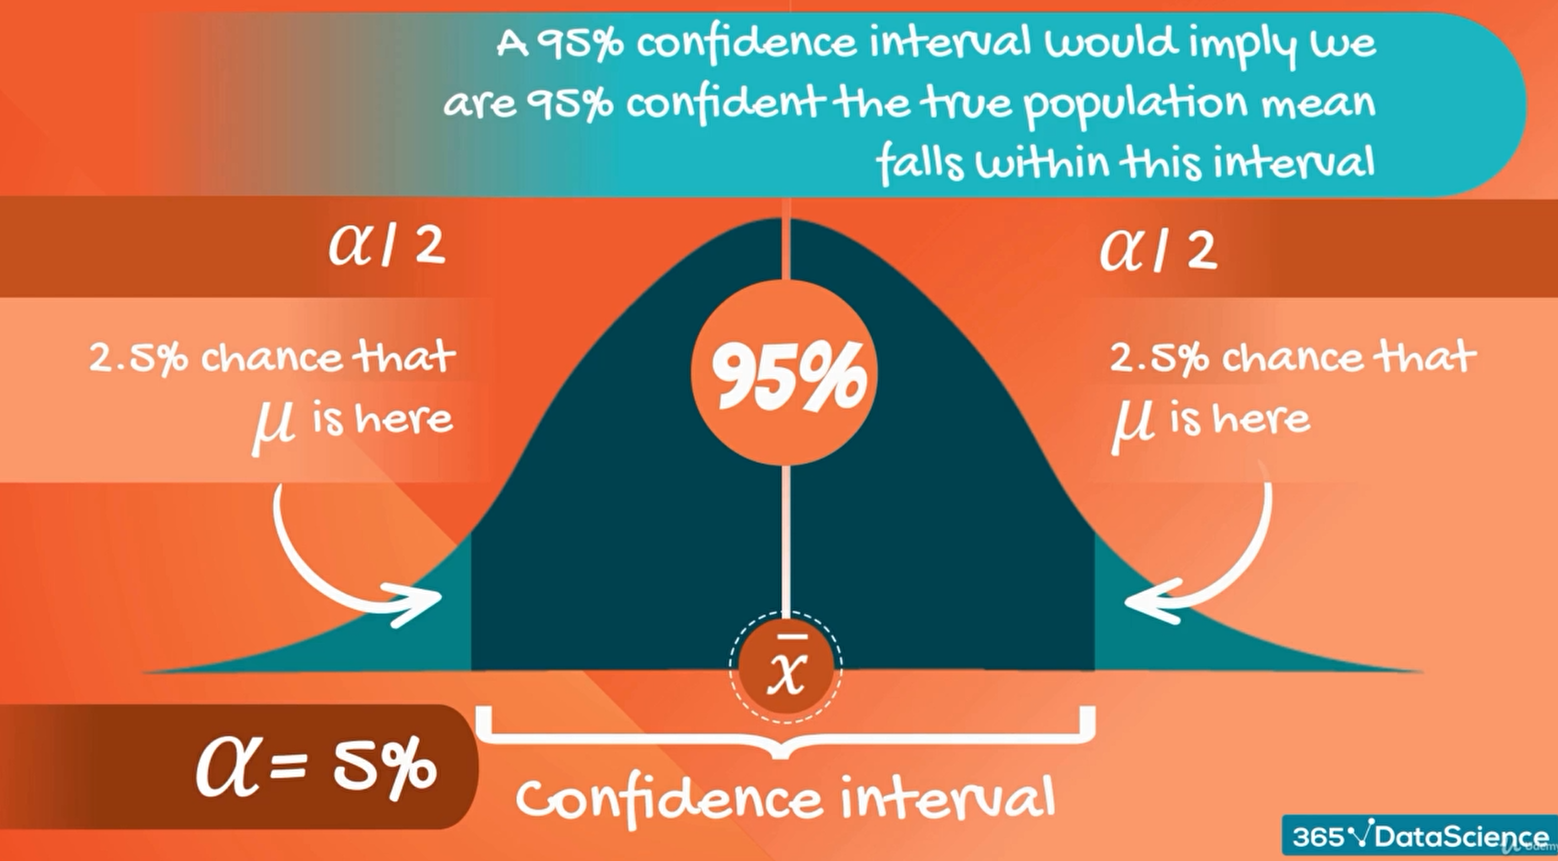 A 95% confidence interval would imply we
are 95% confident the true population mean
falls within this interval
α / 2
α / 2
2.5% chance that
μ is here
95%
2.5% chance that
μ is here
x̄
α = 5%
Confidence interval
365 DataScience
Udemy